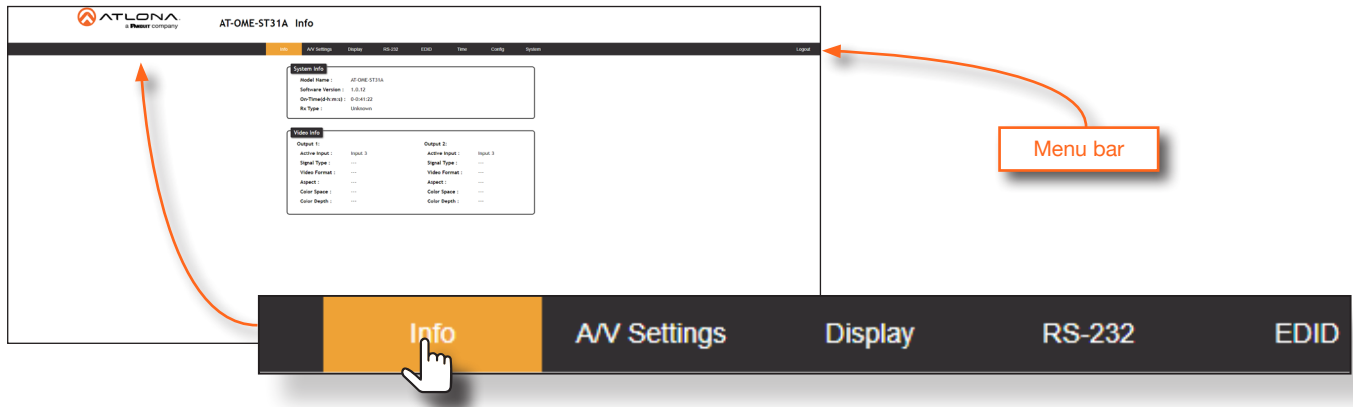 ATLONA
A PANDUIT company
AT-OME-ST31A Info
Info A/V Settings Display RS-232 EDID Time Config System Logout
System Info
Model Name : AT-OME-ST31A
Software Version : 1.0.12
On-Time(d-h:m:s) : 0-0:41:22
Rx Type : Unknown
Video Info
Output 1: Output 2:
Active Input : Input 3 Active Input : Input 3
Signal Type : --- Signal Type : ---
Video Format : --- Video Format : ---
Aspect : --- Aspect : ---
Color Space : --- Color Space : ---
Color Depth : --- Color Depth : ---
Menu bar
Info A/V Settings Display RS-232 EDID